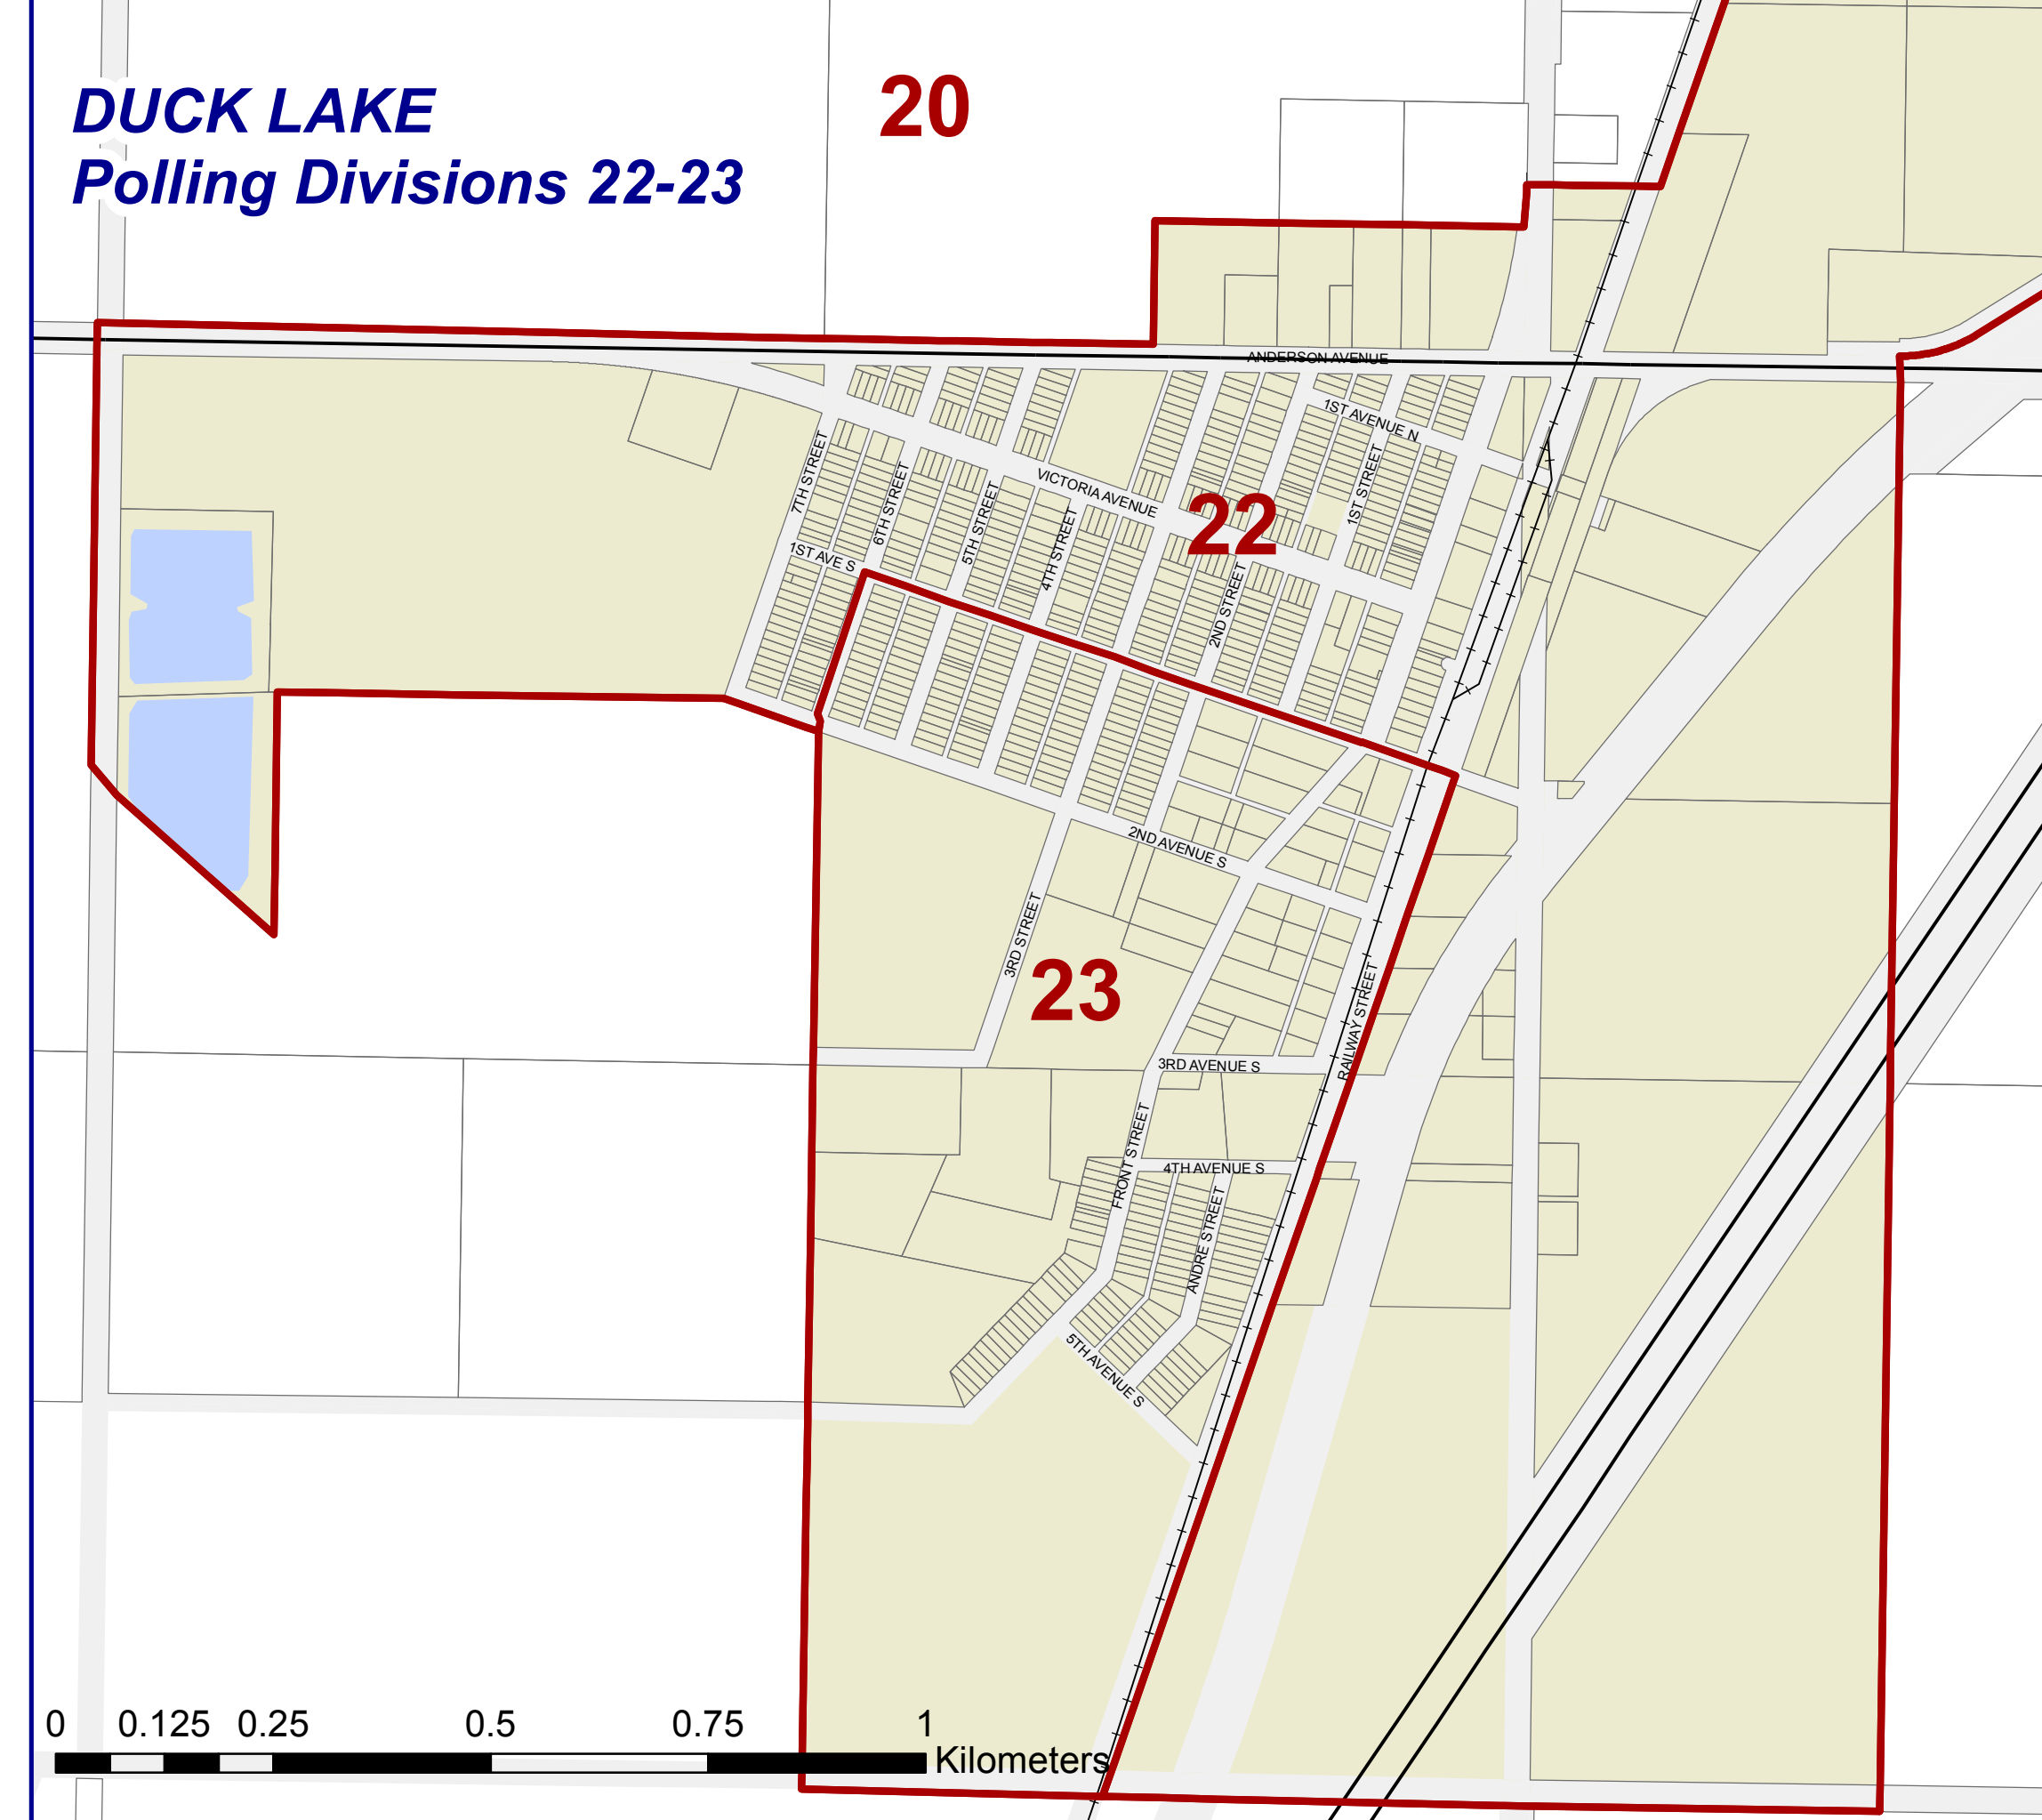 DUCK LAKE
Polling Divisions 22-23
20
ANDERSON AVENUE
1ST AVENUE N
7TH STREET
6TH STREET
5TH STREET
4TH STREET
VICTORIA AVENUE
22
1ST STREET
1ST AVE S
2ND STREET
2ND AVENUE S
3RD STREET
23
RAILWAY STREET
3RD AVENUE S
FRONT STREET
4TH AVENUE S
ANDRE STREET
5TH AVENUE S
0 0.125 0.25 0.5 0.75 1
Kilometers